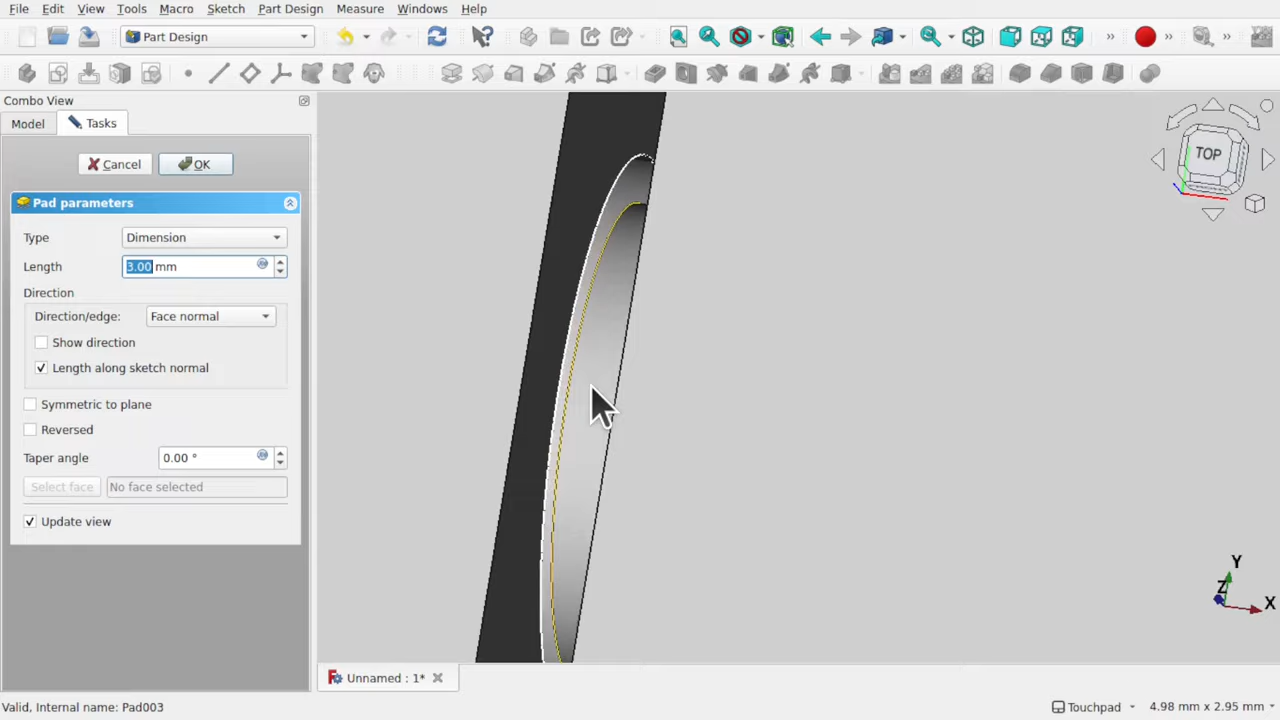 File Edit View Tools Macro Sketch Part Design Measure Windows Help
Part Design
Combo View
Model Tasks
Cancel OK
Pad parameters
Type Dimension
Length 3.00 mm
Direction
Direction/edge: Face normal
Show direction
Length along sketch normal
Symmetric to plane
Reversed
Taper angle 0.00 °
Select face No face selected
Update view
TOP
Y
Z
X
Unnamed : 1*
Valid, Internal name: Pad003 Touchpad 4.98 mm x 2.95 mm